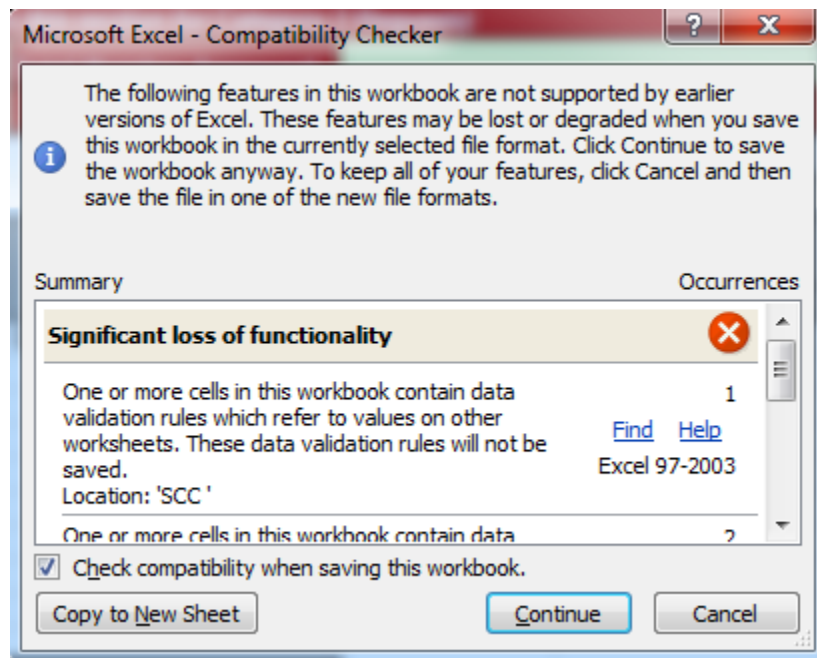 Microsoft Excel - Compatibility Checker
The following features in this workbook are not supported by earlier
versions of Excel. These features may be lost or degraded when you save
this workbook in the currently selected file format. Click Continue to save
the workbook anyway. To keep all of your features, click Cancel and then
save the file in one of the new file formats.
Summary Occurrences
Significant loss of functionality
One or more cells in this workbook contain data 1
validation rules which refer to values on other
worksheets. These data validation rules will not be Find Help
saved. Excel 97-2003
Location: 'SCC '
One or more cells in this workbook contain data 2
Check compatibility when saving this workbook.
Copy to New Sheet Continue Cancel